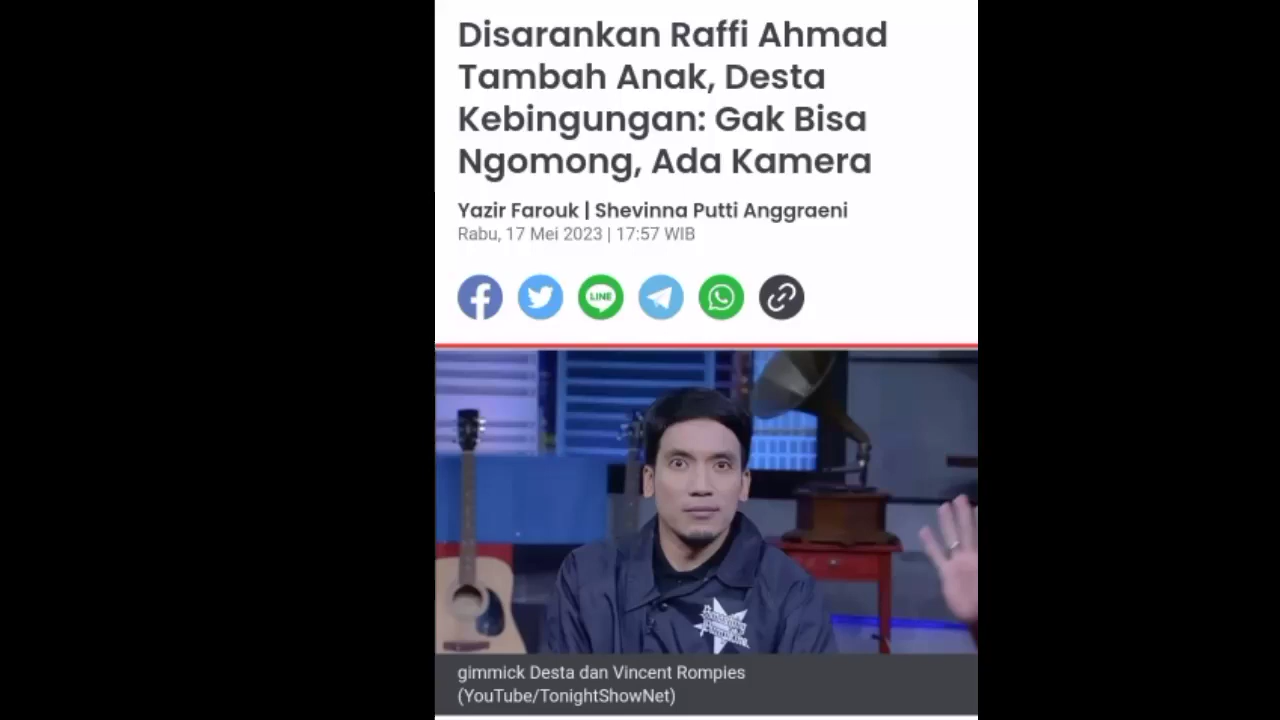 Disarankan Raffi Ahmad
Tambah Anak, Desta
Kebingungan: Gak Bisa
Ngomong, Ada Kamera
Yazir Farouk | Shevinna Putti Anggraeni
Rabu, 17 Mei 2023 | 17:57 WIB
LINE
gimmick Desta dan Vincent Rompies
(YouTube/TonightShowNet)